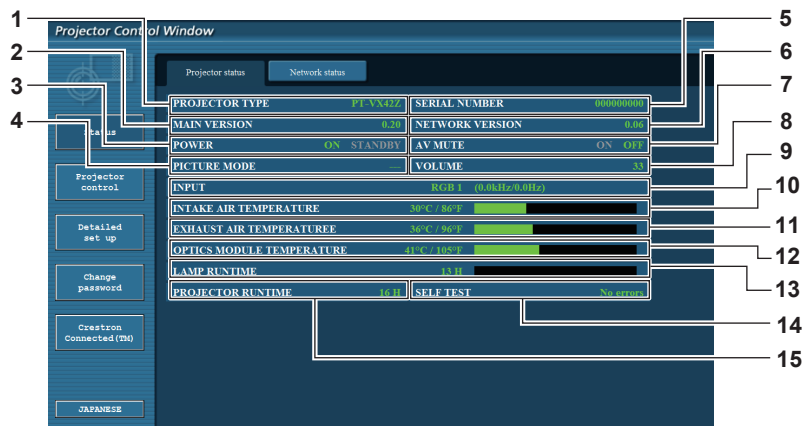 Projector Control Window
Projector status
Network status
PROJECTOR TYPE PT-VX42Z
SERIAL NUMBER 000000000
MAIN VERSION 0.20
NETWORK VERSION 0.06
POWER ON STANDBY
AV MUTE ON OFF
PICTURE MODE —
VOLUME 33
INPUT RGB 1 (0.0kHz/0.0Hz)
INTAKE AIR TEMPERATURE 30°C / 86°F
EXHAUST AIR TEMPERATUREE 36°C / 96°F
OPTICS MODULE TEMPERATURE 41°C / 105°F
LAMP RUNTIME 13 H
PROJECTOR RUNTIME 16 H
SELF TEST No errors
Status
Projector
control
Detailed
set up
Change
password
Crestron
Connected(TM)
JAPANESE
1
2
3
4
5
6
7
8
9
10
11
12
13
14
15